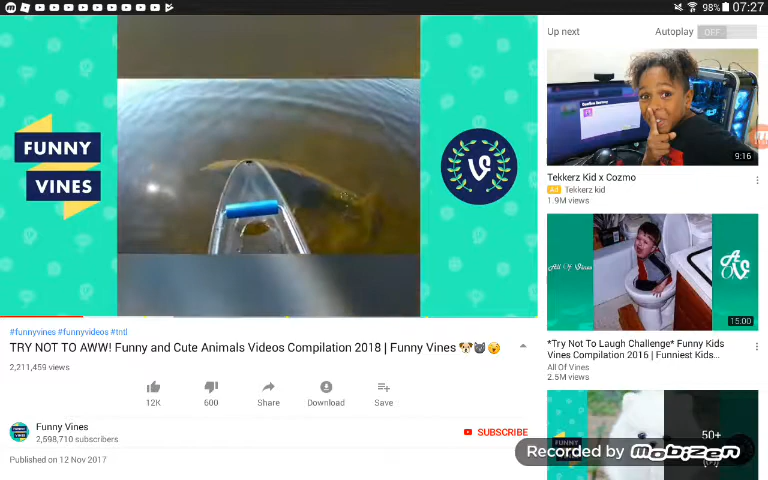 98% 07:27
FUNNY
VINES
#funnyvines #funnyvideos #tntl
TRY NOT TO AWW! Funny and Cute Animals Videos Compilation 2018 | Funny Vines 🐶🐱😯
2,211,459 views
12K
600
Share
Download
Save
Funny Vines
2,598,710 subscribers
SUBSCRIBE
Published on 12 Nov 2017
Up next
Autoplay
OFF
9:16
Tekkerz Kid x Cozmo
Ad Tekkerz kid
1.9M views
All Of Vines
15:00
*Try Not To Laugh Challenge* Funny Kids
Vines Compilation 2016 | Funniest Kids...
All Of Vines
2.5M views
FUNNY
50+
Recorded by mobizen